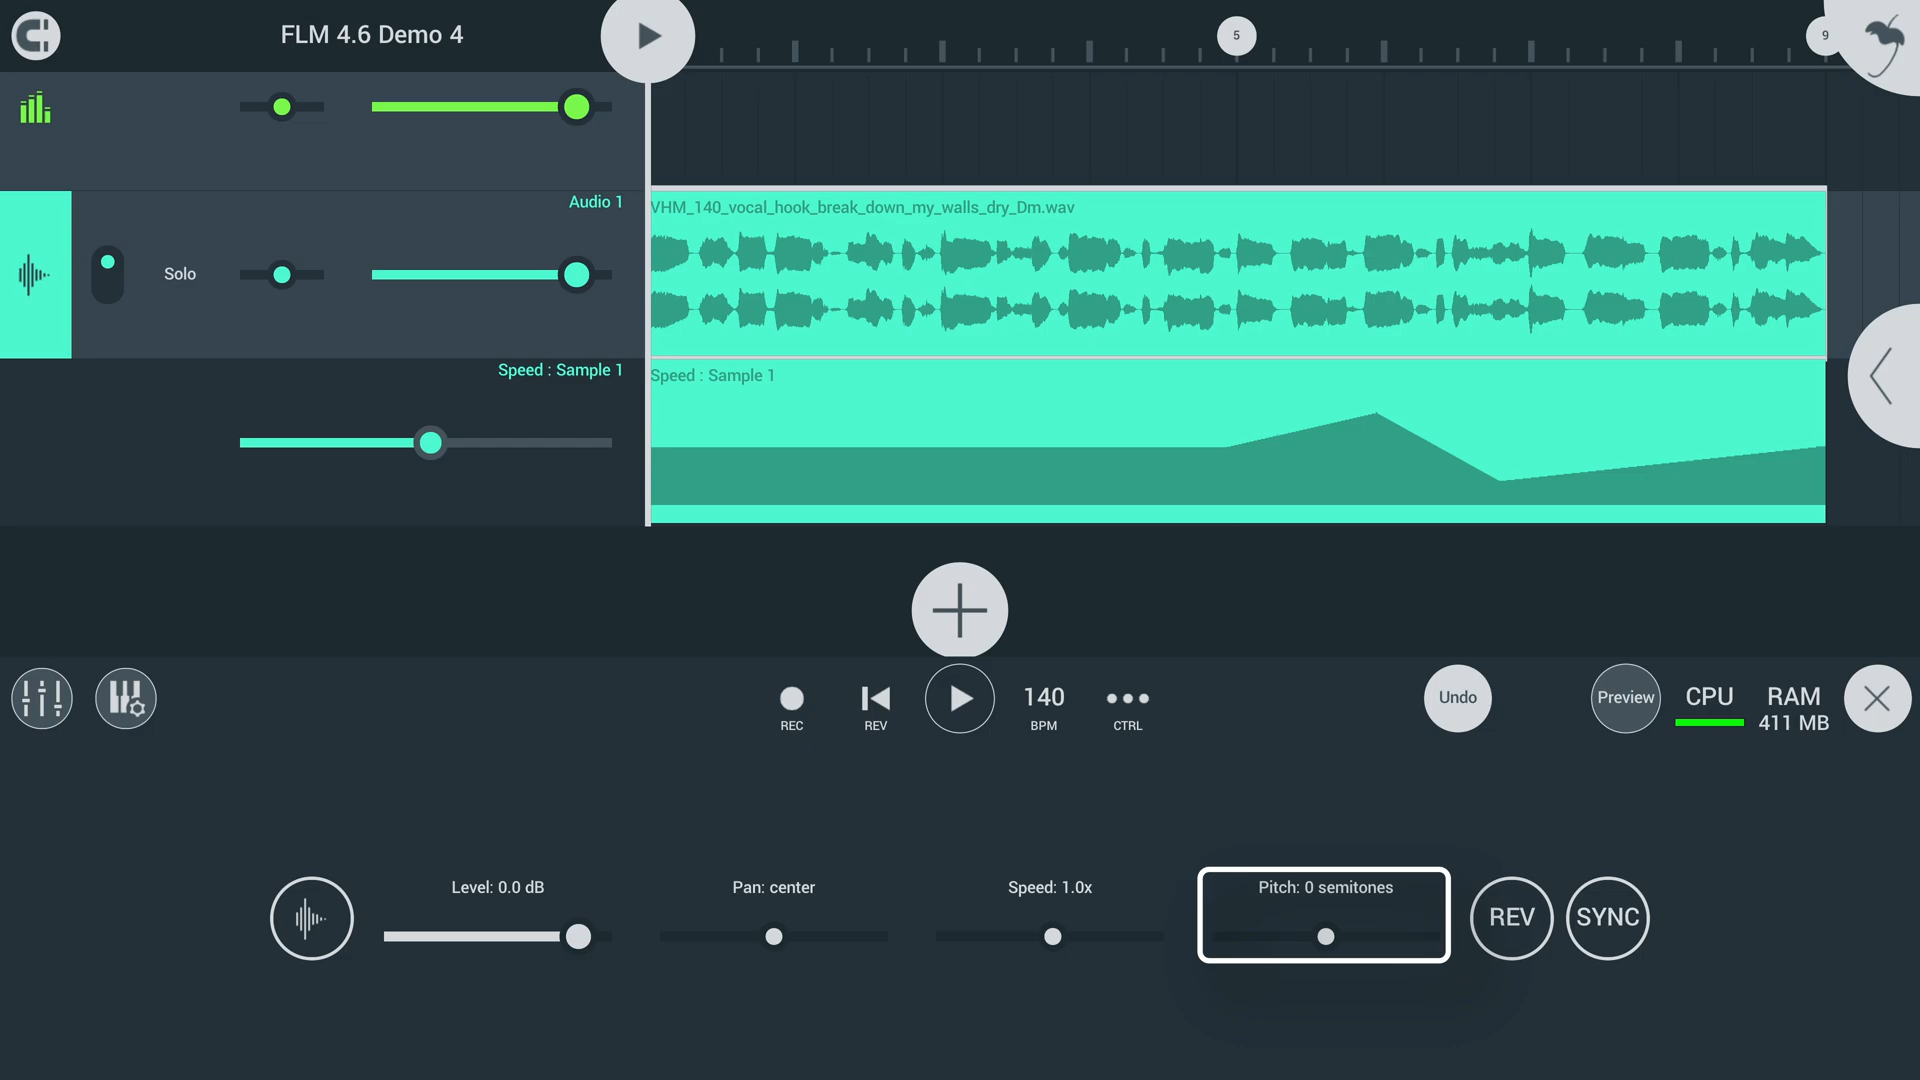 FLM 4.6 Demo 4
5
9
Audio 1
VHM_140_vocal_hook_break_down_my_walls_dry_Dm.wav
Solo
Speed : Sample 1
Speed : Sample 1
REC
REV
140
BPM
CTRL
Undo
Preview
CPU
RAM
411 MB
Level: 0.0 dB
Pan: center
Speed: 1.0x
Pitch: 0 semitones
REV
SYNC